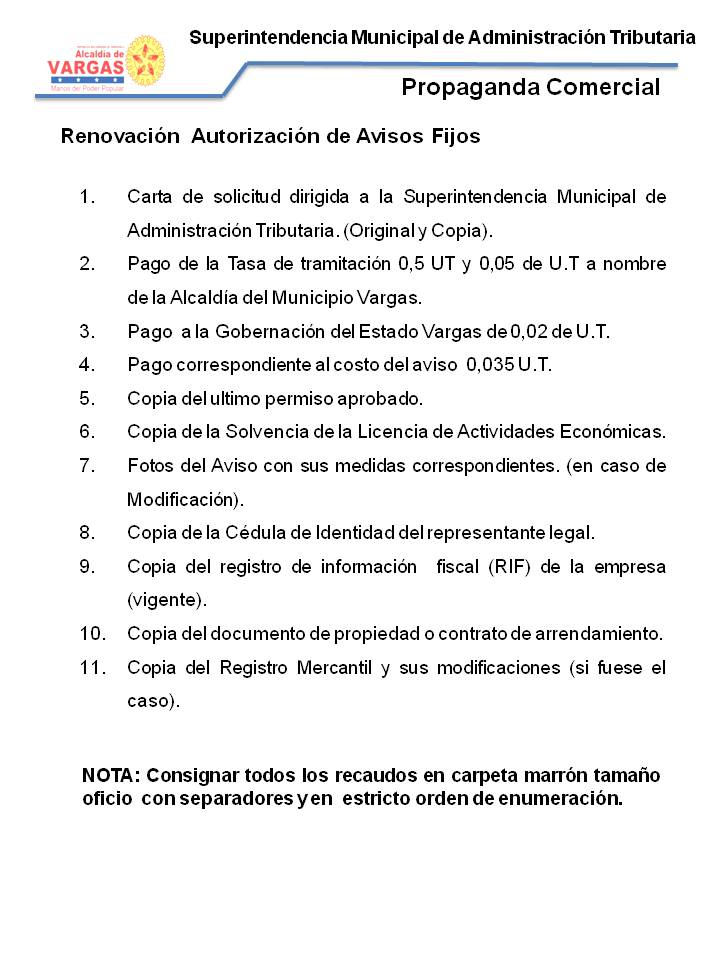 Superintendencia Municipal de Administración Tributaria
Alcaldía de
VARGAS
Manos del Poder Popular
Propaganda Comercial
Renovación Autorización de Avisos Fijos
1. Carta de solicitud dirigida a la Superintendencia Municipal de
Administración Tributaria. (Original y Copia).
2. Pago de la Tasa de tramitación 0,5 UT y 0,05 de U.T a nombre
de la Alcaldía del Municipio Vargas.
3. Pago a la Gobernación del Estado Vargas de 0,02 de U.T.
4. Pago correspondiente al costo del aviso 0,035 U.T.
5. Copia del ultimo permiso aprobado.
6. Copia de la Solvencia de la Licencia de Actividades Económicas.
7. Fotos del Aviso con sus medidas correspondientes. (en caso de
Modificación).
8. Copia de la Cédula de Identidad del representante legal.
9. Copia del registro de información fiscal (RIF) de la empresa
(vigente).
10. Copia del documento de propiedad o contrato de arrendamiento.
11. Copia del Registro Mercantil y sus modificaciones (si fuese el
caso).
NOTA: Consignar todos los recaudos en carpeta marrón tamaño
oficio con separadores y en estricto orden de enumeración.